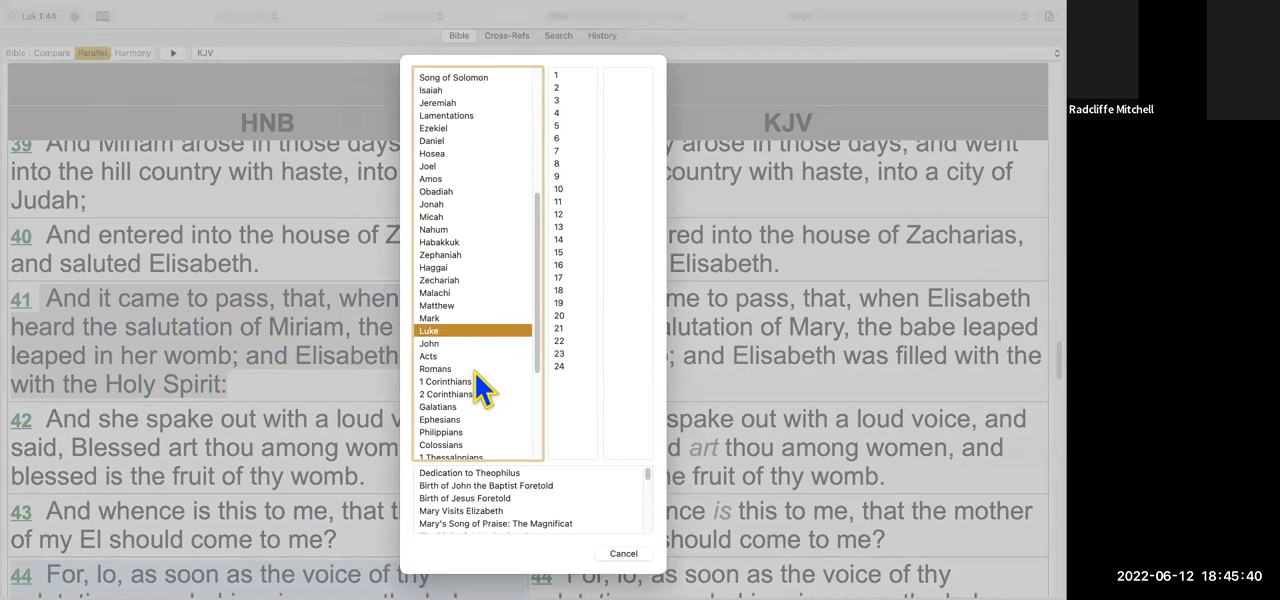 Luk 1:44
NBW
Virgin
Bible Cross-Refs Search History
Bible Compare Parallel Harmony KJV
HNB
KJV
39 And Miriam arose in those days
into the hill country with haste, into
Judah;
40 And entered into the house of Z
and saluted Elisabeth.
41 And it came to pass, that, when
heard the salutation of Miriam, the
leaped in her womb; and Elisabeth
with the Holy Spirit:
42 And she spake out with a loud v
said, Blessed art thou among wom
blessed is the fruit of thy womb.
43 And whence is this to me, that t
of my El should come to me?
44 For, lo, as soon as the voice of thy
y arose in those days, and went
country with haste, into a city of
red into the house of Zacharias,
Elisabeth.
me to pass, that, when Elisabeth
alutation of Mary, the babe leaped
; and Elisabeth was filled with the
spake out with a loud voice, and
d art thou among women, and
e fruit of thy womb.
nce is this to me, that the mother
should come to me?
44 For, lo, as soon as the voice of thy
Song of Solomon
Isaiah
Jeremiah
Lamentations
Ezekiel
Daniel
Hosea
Joel
Amos
Obadiah
Jonah
Micah
Nahum
Habakkuk
Zephaniah
Haggai
Zechariah
Malachi
Matthew
Mark
Luke
John
Acts
Romans
1 Corinthians
2 Corinthians
Galatians
Ephesians
Philippians
Colossians
1 Thessalonians
1
2
3
4
5
6
7
8
9
10
11
12
13
14
15
16
17
18
19
20
21
22
23
24
Dedication to Theophilus
Birth of John the Baptist Foretold
Birth of Jesus Foretold
Mary Visits Elizabeth
Mary's Song of Praise: The Magnificat
Cancel
Radcliffe Mitchell
2022-06-12 18:45:40